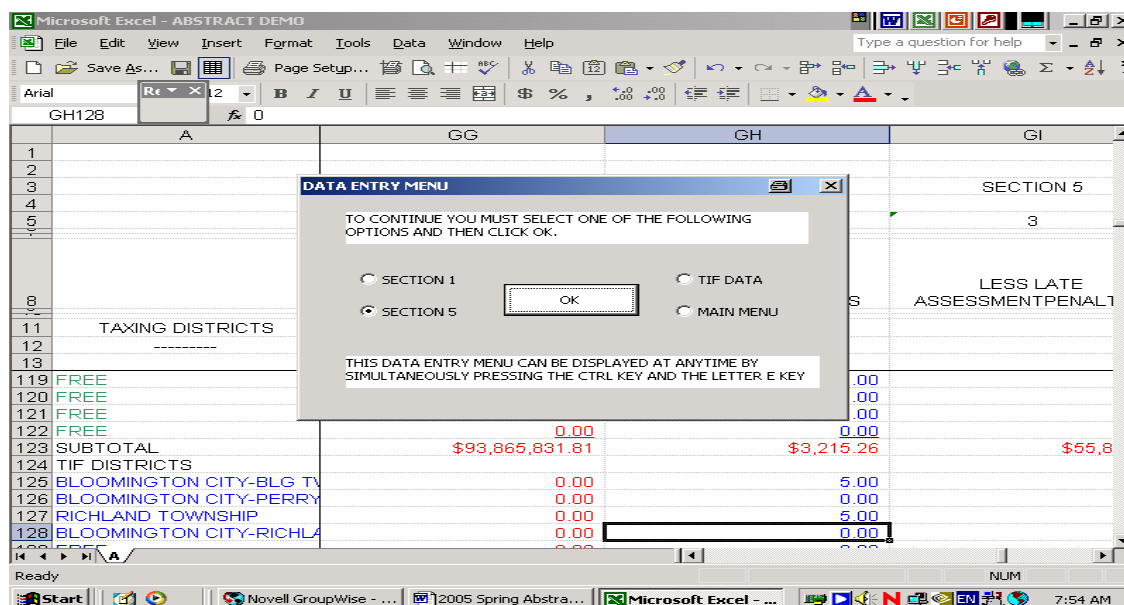 Microsoft Excel - ABSTRACT DEMO
File Edit View Insert Format Tools Data Window Help Type a question for help
Save As... Page Setup...
Arial 12 B I U $ % ,
GH128 fx 0
A GG GH GI
1
2
3 SECTION 5
4
5 3
8 S LESS LATE
ASSESSMENTPENALT
11 TAXING DISTRICTS
12 ---------
13
DATA ENTRY MENU
TO CONTINUE YOU MUST SELECT ONE OF THE FOLLOWING
OPTIONS AND THEN CLICK OK.
SECTION 1 TIF DATA
OK
SECTION 5 MAIN MENU
THIS DATA ENTRY MENU CAN BE DISPLAYED AT ANYTIME BY
SIMULTANEOUSLY PRESSING THE CTRL KEY AND THE LETTER E KEY
119 FREE .00
120 FREE .00
121 FREE .00
122 FREE 0.00 0.00
123 SUBTOTAL $93,865,831.81 $3,215.26 $55,8
124 TIF DISTRICTS
125 BLOOMINGTON CITY-BLG TV 0.00 5.00
126 BLOOMINGTON CITY-PERRY 0.00 0.00
127 RICHLAND TOWNSHIP 0.00 5.00
128 BLOOMINGTON CITY-RICHLA 0.00 0.00
A
Ready NUM
Start Novell GroupWise - ... 2005 Spring Abstra... Microsoft Excel - ... EN 7:54 AM